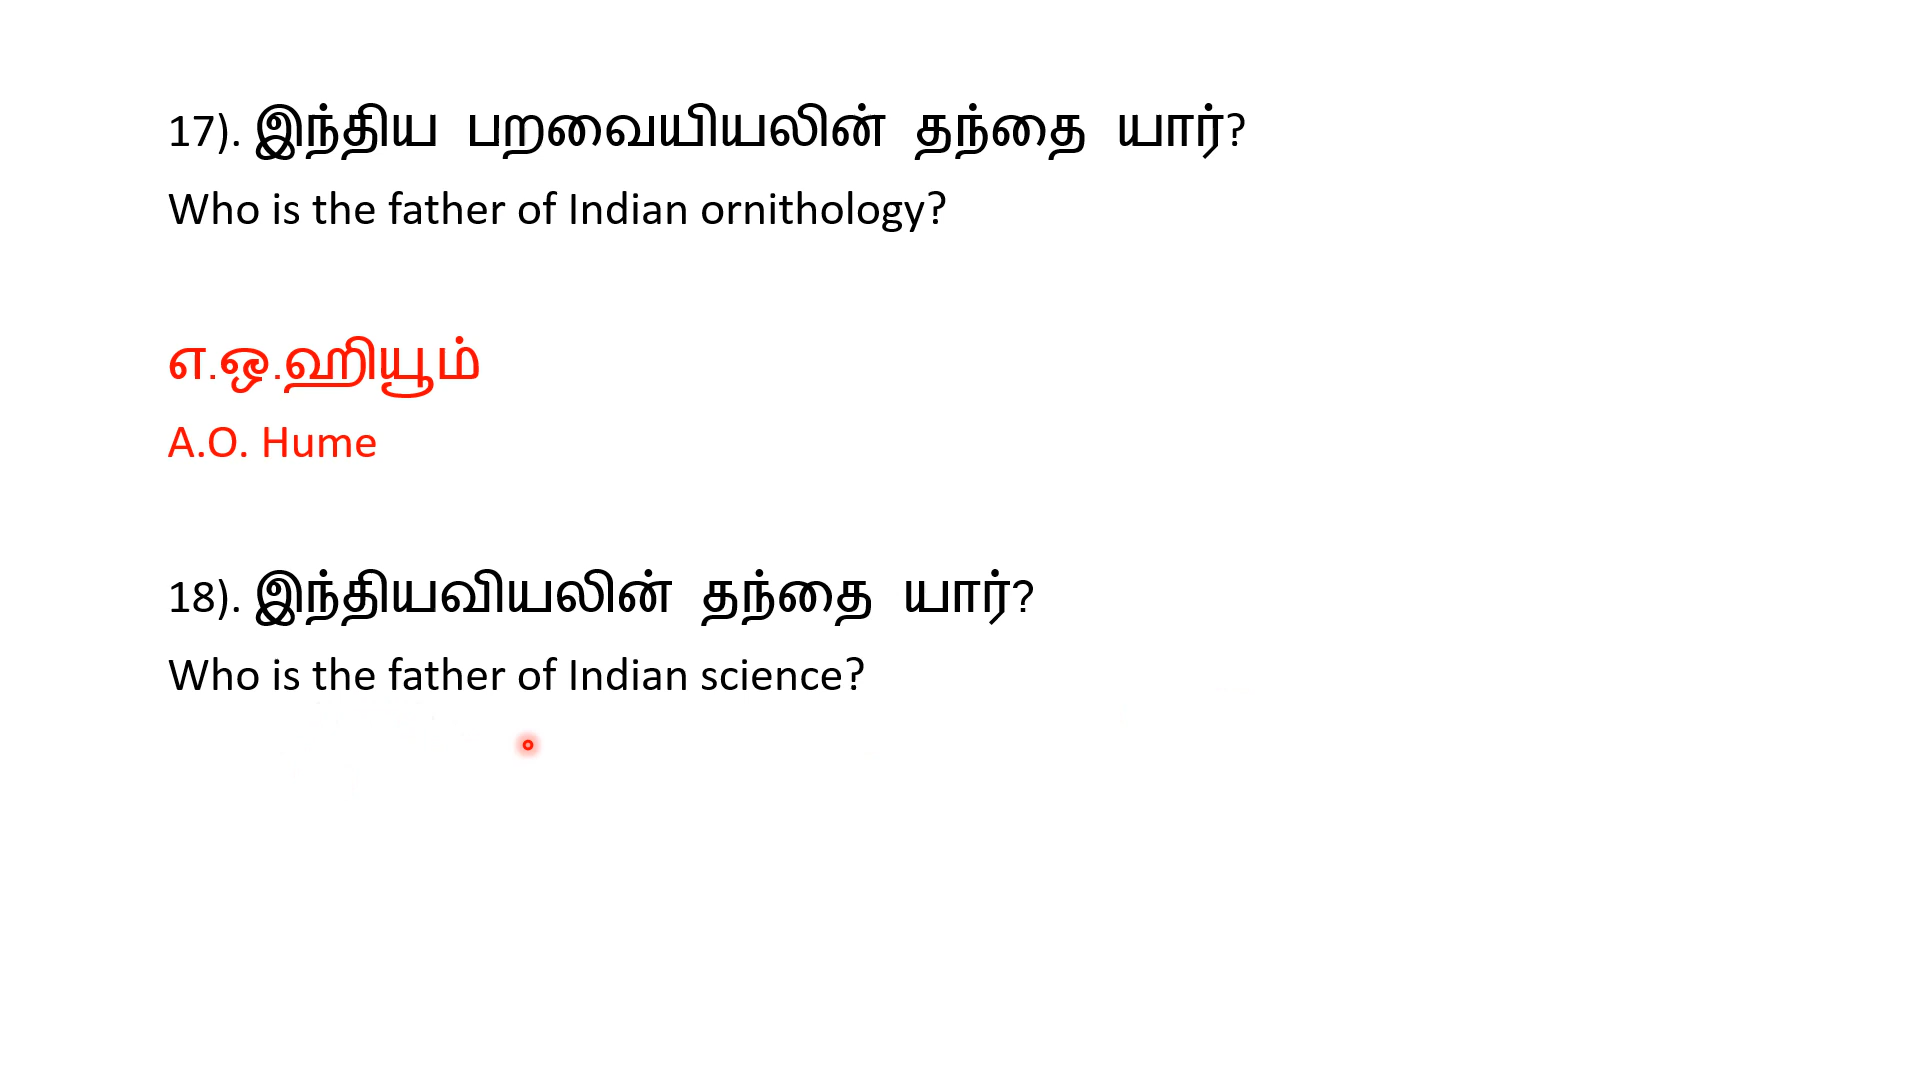 17). இந்திய பறவையியலின் தந்தை யார்?
Who is the father of Indian ornithology?
எ.ஒ.ஹியூம்
A.O. Hume
18). இந்தியவியலின் தந்தை யார்?
Who is the father of Indian science?